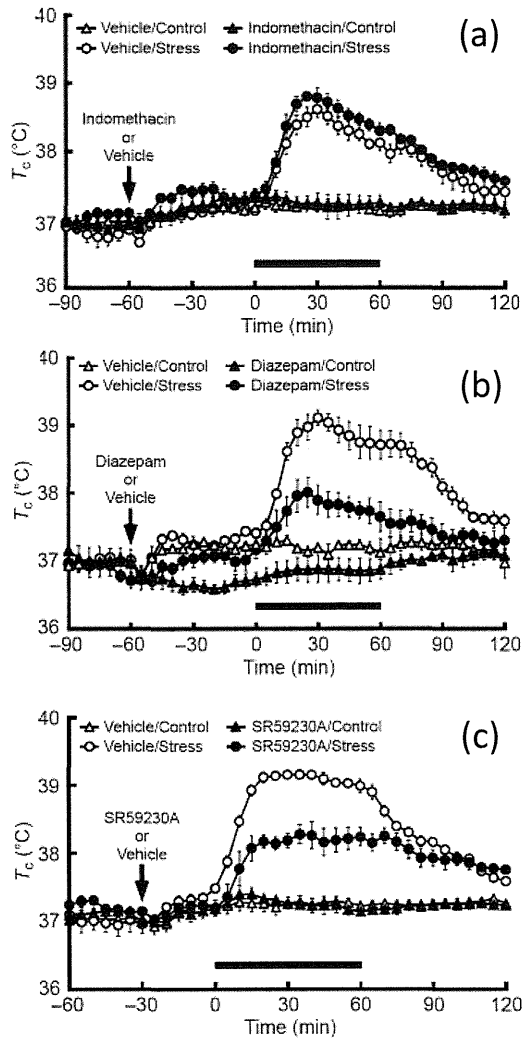 40
(a)
Vehicle/Control Indomethacin/Control
Vehicle/Stress Indomethacin/Stress
39
Indomethacin
or
Vehicle
Tc (°C)
38
37
36
–90 –60 –30 0 30 60 90 120
Time (min)
40
(b)
Vehicle/Control Diazepam/Control
Vehicle/Stress Diazepam/Stress
39
Diazepam
or
Vehicle
Tc (°C)
38
37
36
–90 –60 –30 0 30 60 90 120
Time (min)
40
(c)
Vehicle/Control SR59230A/Control
Vehicle/Stress SR59230A/Stress
39
SR59230A
or
Vehicle
Tc (°C)
38
37
36
–60 –30 0 30 60 90 120
Time (min)